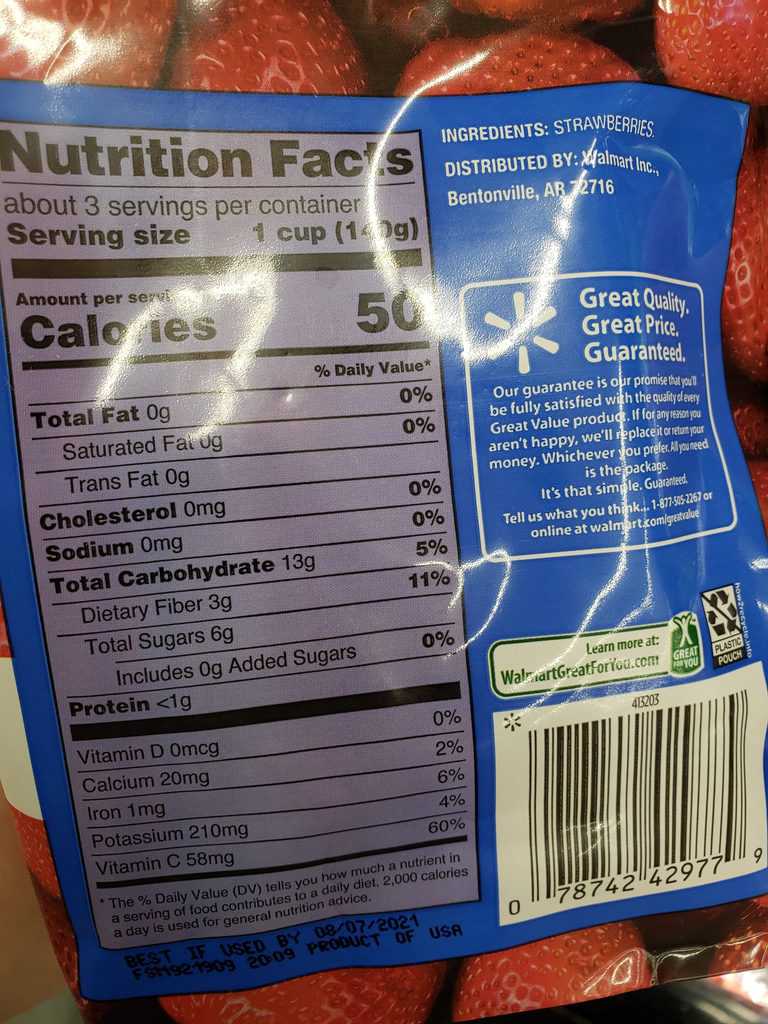 Nutrition Facts
about 3 servings per container
Serving size 1 cup (140g)
Amount per serving
Calories 50
% Daily Value*
Total Fat 0g 0%
Saturated Fat 0g 0%
Trans Fat 0g
Cholesterol 0mg 0%
Sodium 0mg 0%
Total Carbohydrate 13g 5%
Dietary Fiber 3g 11%
Total Sugars 6g
Includes 0g Added Sugars 0%
Protein <1g
Vitamin D 0mcg 0%
Calcium 20mg 2%
Iron 1mg 6%
Potassium 210mg 4%
Vitamin C 58mg 60%
* The % Daily Value (DV) tells you how much a nutrient in
a serving of food contributes to a daily diet. 2,000 calories
a day is used for general nutrition advice.
BEST IF USED BY 08/07/2021
20:09 PRODUCT OF USA
INGREDIENTS: STRAWBERRIES.
DISTRIBUTED BY: Walmart Inc.,
Bentonville, AR 72716
Great Quality.
Great Price.
Guaranteed.
Our guarantee is our promise that you'll
be fully satisfied with the quality of every
Great Value product. If for any reason you
aren't happy, we'll replace it or return your
money. Whichever you prefer. All you need
is the package.
It's that simple. Guaranteed.
Tell us what you think... 1-877-505-2267 or
online at walmart.com/greatvalue
Learn more at:
WalmartGreatForYou.com
GREAT
FOR YOU
PLASTIC
POUCH
how2recycle.info
413203
0 78742 42977 9